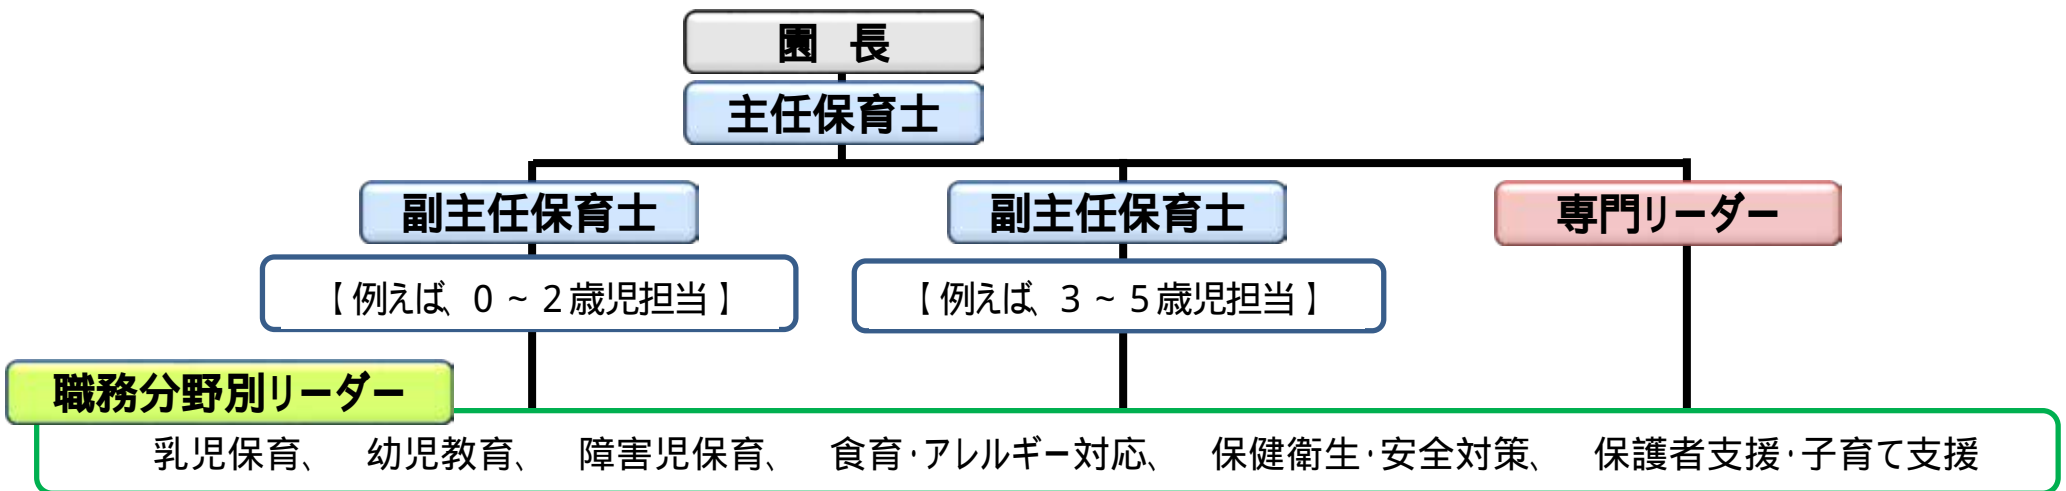 園 長
主任保育士
副主任保育士 副主任保育士 専門リーダー
【例えば、0~2歳児担当】 【例えば、3~5歳児担当】
職務分野別リーダー
乳児保育、 幼児教育、 障害児保育、 食育・アレルギー対応、 保健衛生・安全対策、 保護者支援・子育て支援